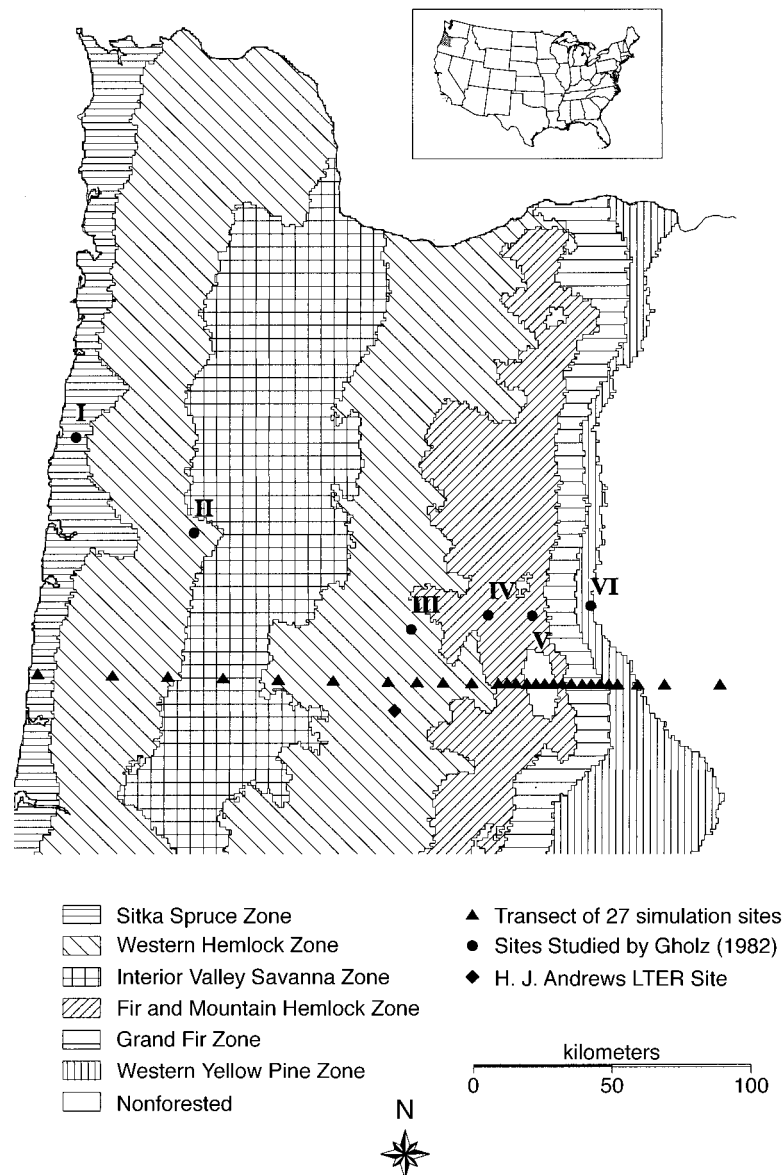 I
II
III
IV
VI
V
Sitka Spruce Zone
Western Hemlock Zone
Interior Valley Savanna Zone
Fir and Mountain Hemlock Zone
Grand Fir Zone
Western Yellow Pine Zone
Nonforested
Transect of 27 simulation sites
Sites Studied by Gholz (1982)
H. J. Andrews LTER Site
kilometers
0 50 100
N